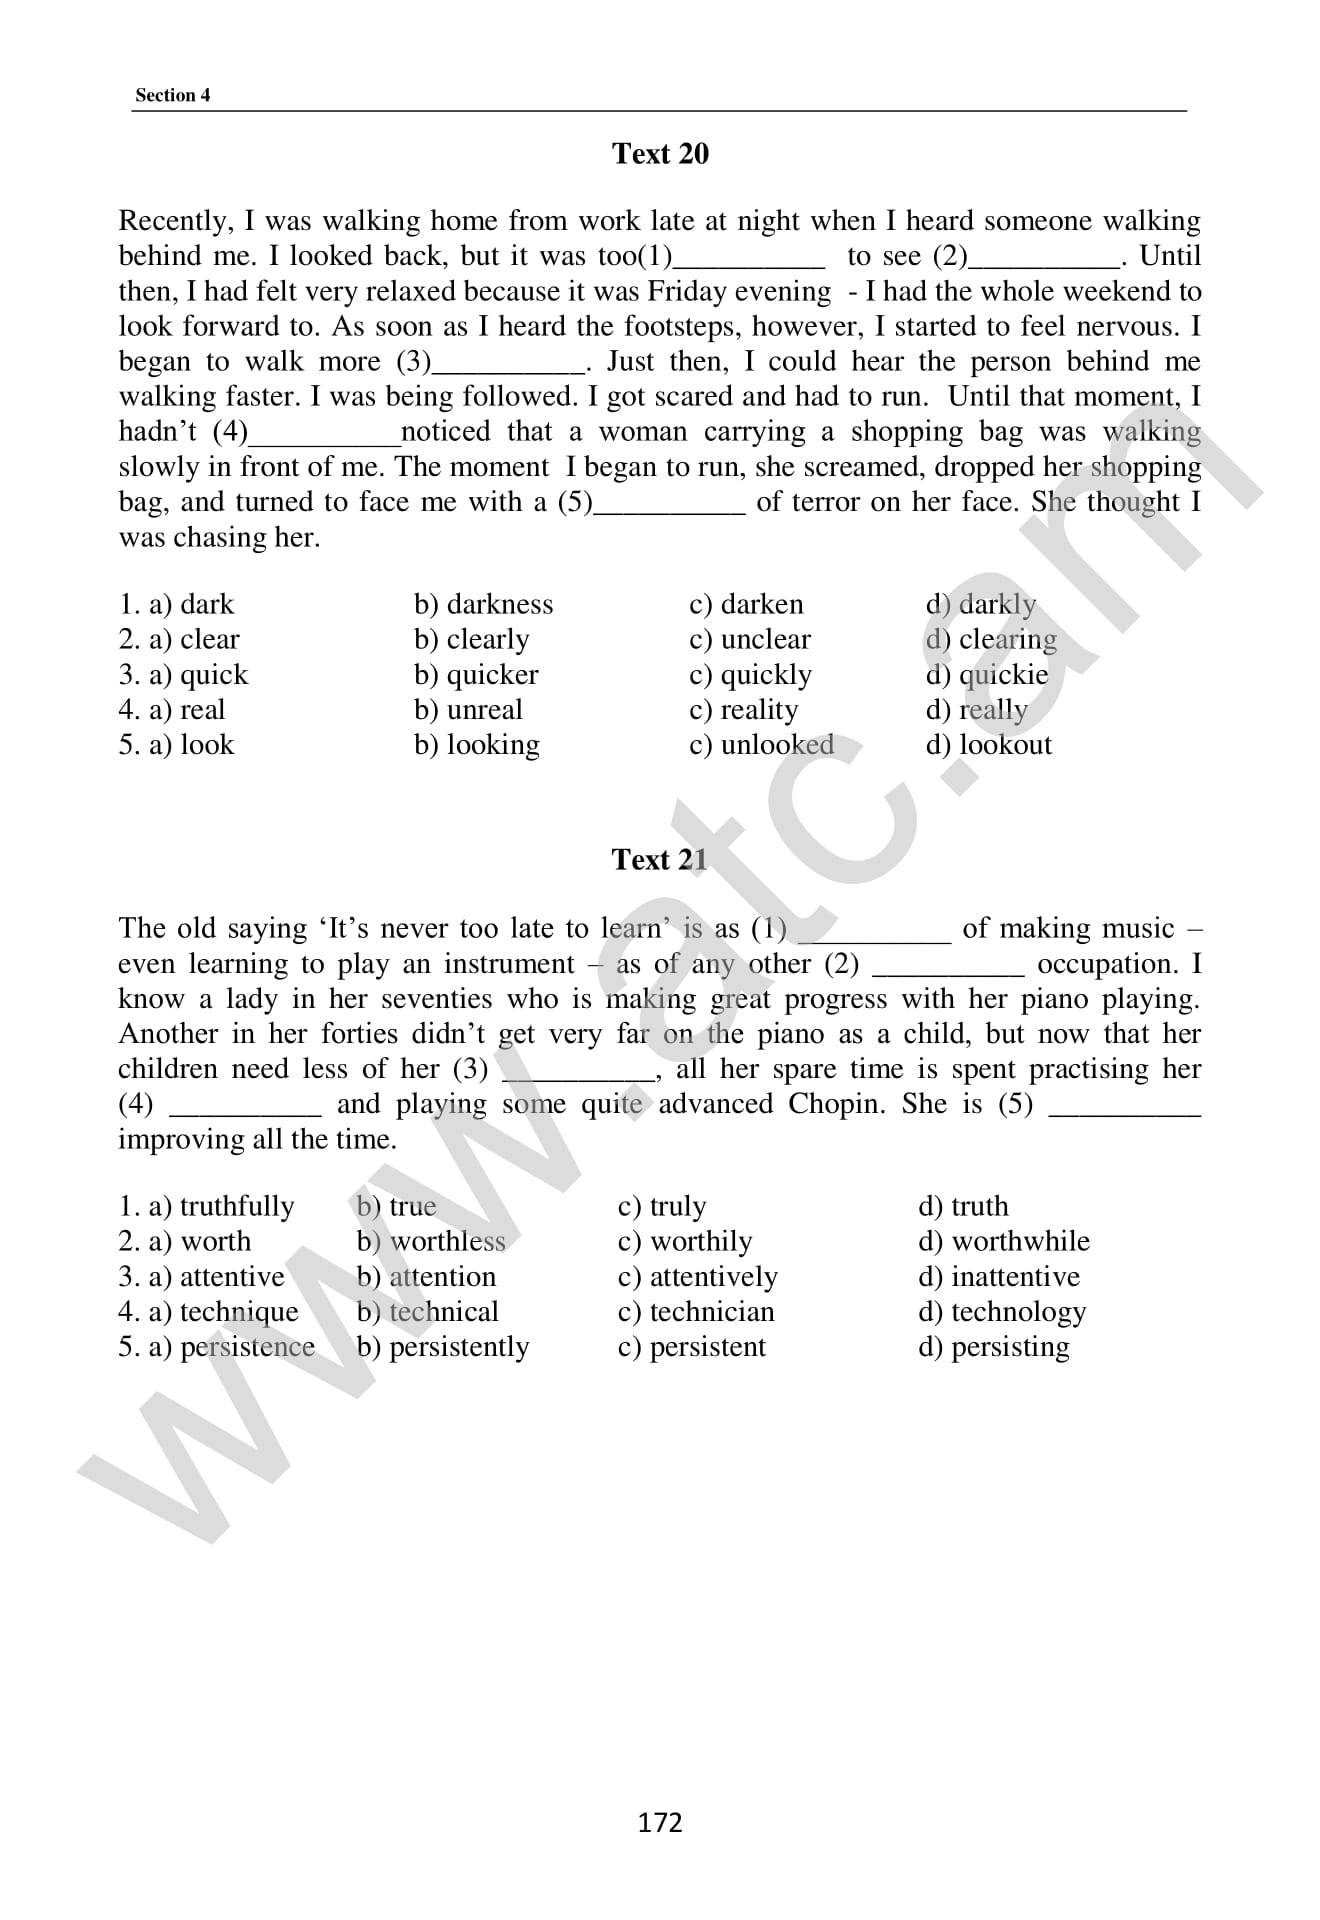 Section 4
Text 20
Recently, I was walking home from work late at night when I heard someone walking
behind me. I looked back, but it was too(1)__________ to see (2)__________. Until
then, I had felt very relaxed because it was Friday evening - I had the whole weekend to
look forward to. As soon as I heard the footsteps, however, I started to feel nervous. I
began to walk more (3)__________. Just then, I could hear the person behind me
walking faster. I was being followed. I got scared and had to run. Until that moment, I
hadn’t (4)__________noticed that a woman carrying a shopping bag was walking
slowly in front of me. The moment I began to run, she screamed, dropped her shopping
bag, and turned to face me with a (5)__________ of terror on her face. She thought I
was chasing her.
1. a) dark b) darkness c) darken d) darkly
2. a) clear b) clearly c) unclear d) clearing
3. a) quick b) quicker c) quickly d) quickie
4. a) real b) unreal c) reality d) really
5. a) look b) looking c) unlooked d) lookout
Text 21
The old saying ‘It’s never too late to learn’ is as (1) __________ of making music –
even learning to play an instrument – as of any other (2) __________ occupation. I
know a lady in her seventies who is making great progress with her piano playing.
Another in her forties didn’t get very far on the piano as a child, but now that her
children need less of her (3) __________, all her spare time is spent practising her
(4) __________ and playing some quite advanced Chopin. She is (5) __________
improving all the time.
1. a) truthfully b) true c) truly d) truth
2. a) worth b) worthless c) worthily d) worthwhile
3. a) attentive b) attention c) attentively d) inattentive
4. a) technique b) technical c) technician d) technology
5. a) persistence b) persistently c) persistent d) persisting
172
www.atc.am